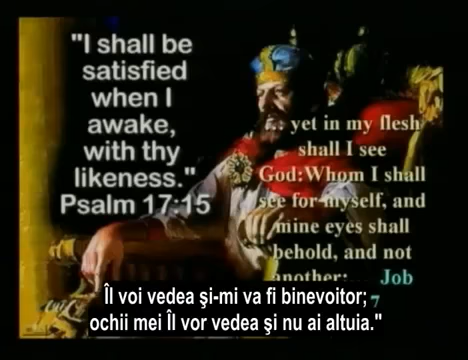 "I shall be
satisfied
when I
awake,
with thy
likeness."
Psalm 17:15
... yet in my flesh
shall I see
God:Whom I shall
see for myself, and
mine eyes shall
behold, and not
another; Job
7
Îl voi vedea şi-mi va fi binevoitor;
ochii mei Îl vor vedea şi nu ai altuia."